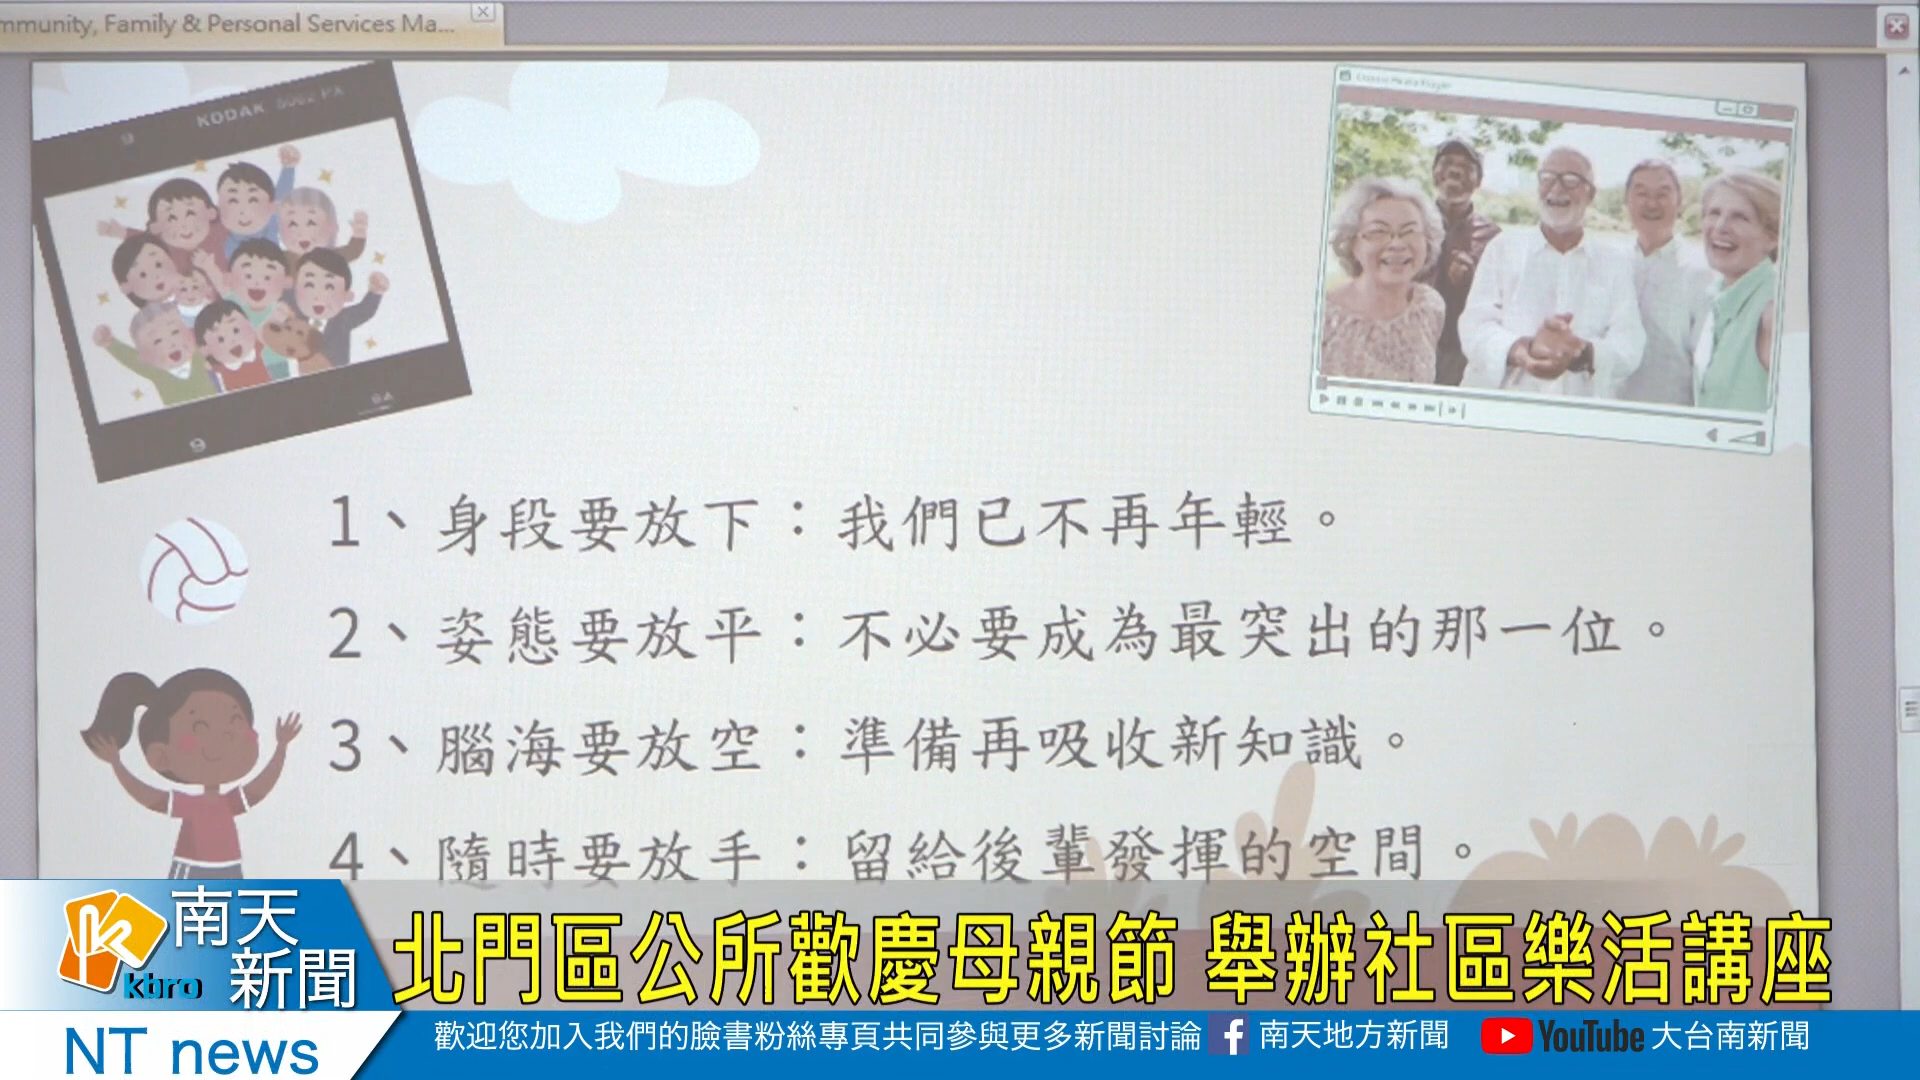 mmunity, Family & Personal Services Ma...
KODAK 5062 PX
9
9
9A
1、身段要放下：我們已不再年輕。
2、姿態要放平：不必要成為最突出的那一位。
3、腦海要放空：準備再吸收新知識。
4、隨時要放手：留給後輩發揮的空間。
南天
新聞
kbro
北門區公所歡慶母親節 舉辦社區樂活講座
NT news
歡迎您加入我們的臉書粉絲專頁共同參與更多新聞討論 南天地方新聞 YouTube 大台南新聞